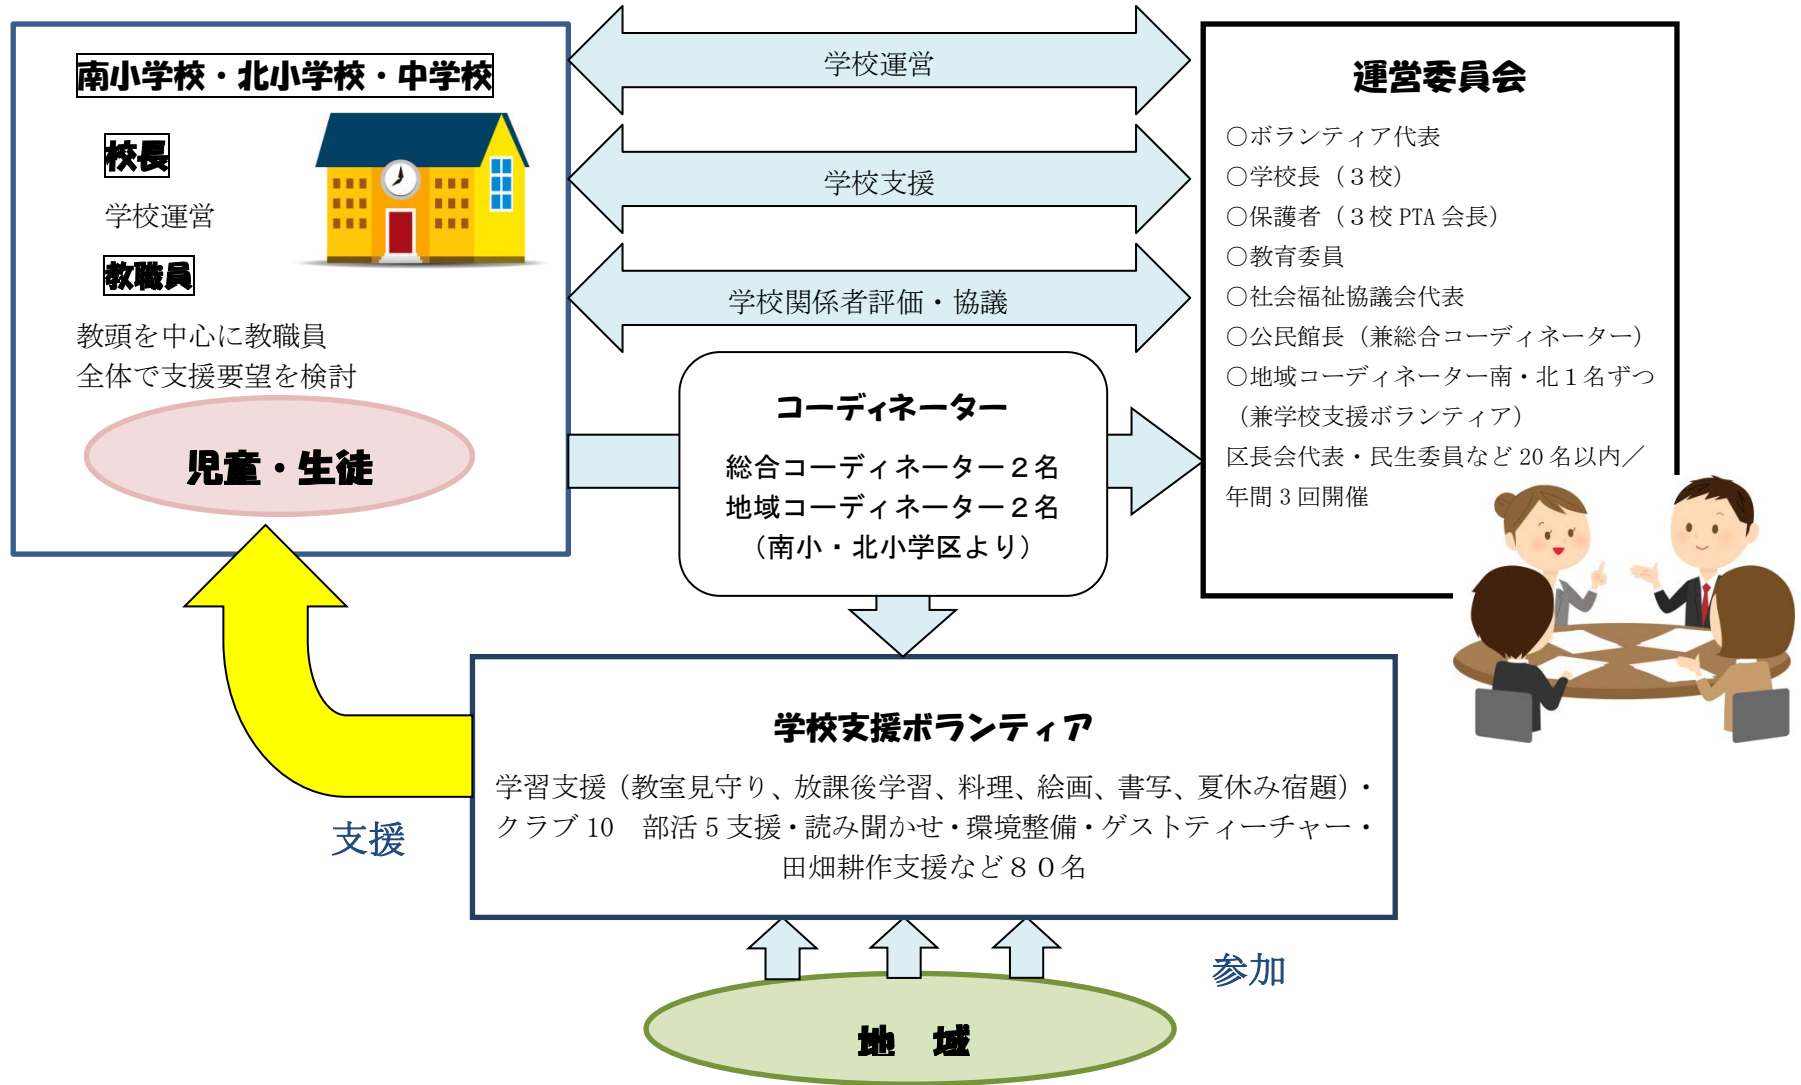 南小学校・北小学校・中学校
校長
学校運営
教職員
教頭を中心に教職員
全体で支援要望を検討
児童・生徒
学校運営
学校支援
学校関係者評価・協議
運営委員会
○ボランティア代表
○学校長（３校）
○保護者（３校 PTA 会長）
○教育委員
○社会福祉協議会代表
○公民館長（兼総合コーディネーター）
○地域コーディネーター南・北１名ずつ
（兼学校支援ボランティア）
区長会代表・民生委員など 20 名以内／
年間 3 回開催
コーディネーター
総合コーディネーター２名
地域コーディネーター２名
（南小・北小学区より）
学校支援ボランティア
学習支援（教室見守り、放課後学習、料理、絵画、書写、夏休み宿題）・
クラブ 10　部活 5 支援・読み聞かせ・環境整備・ゲストティーチャー・
田畑耕作支援など８０名
支援
参加
地　域